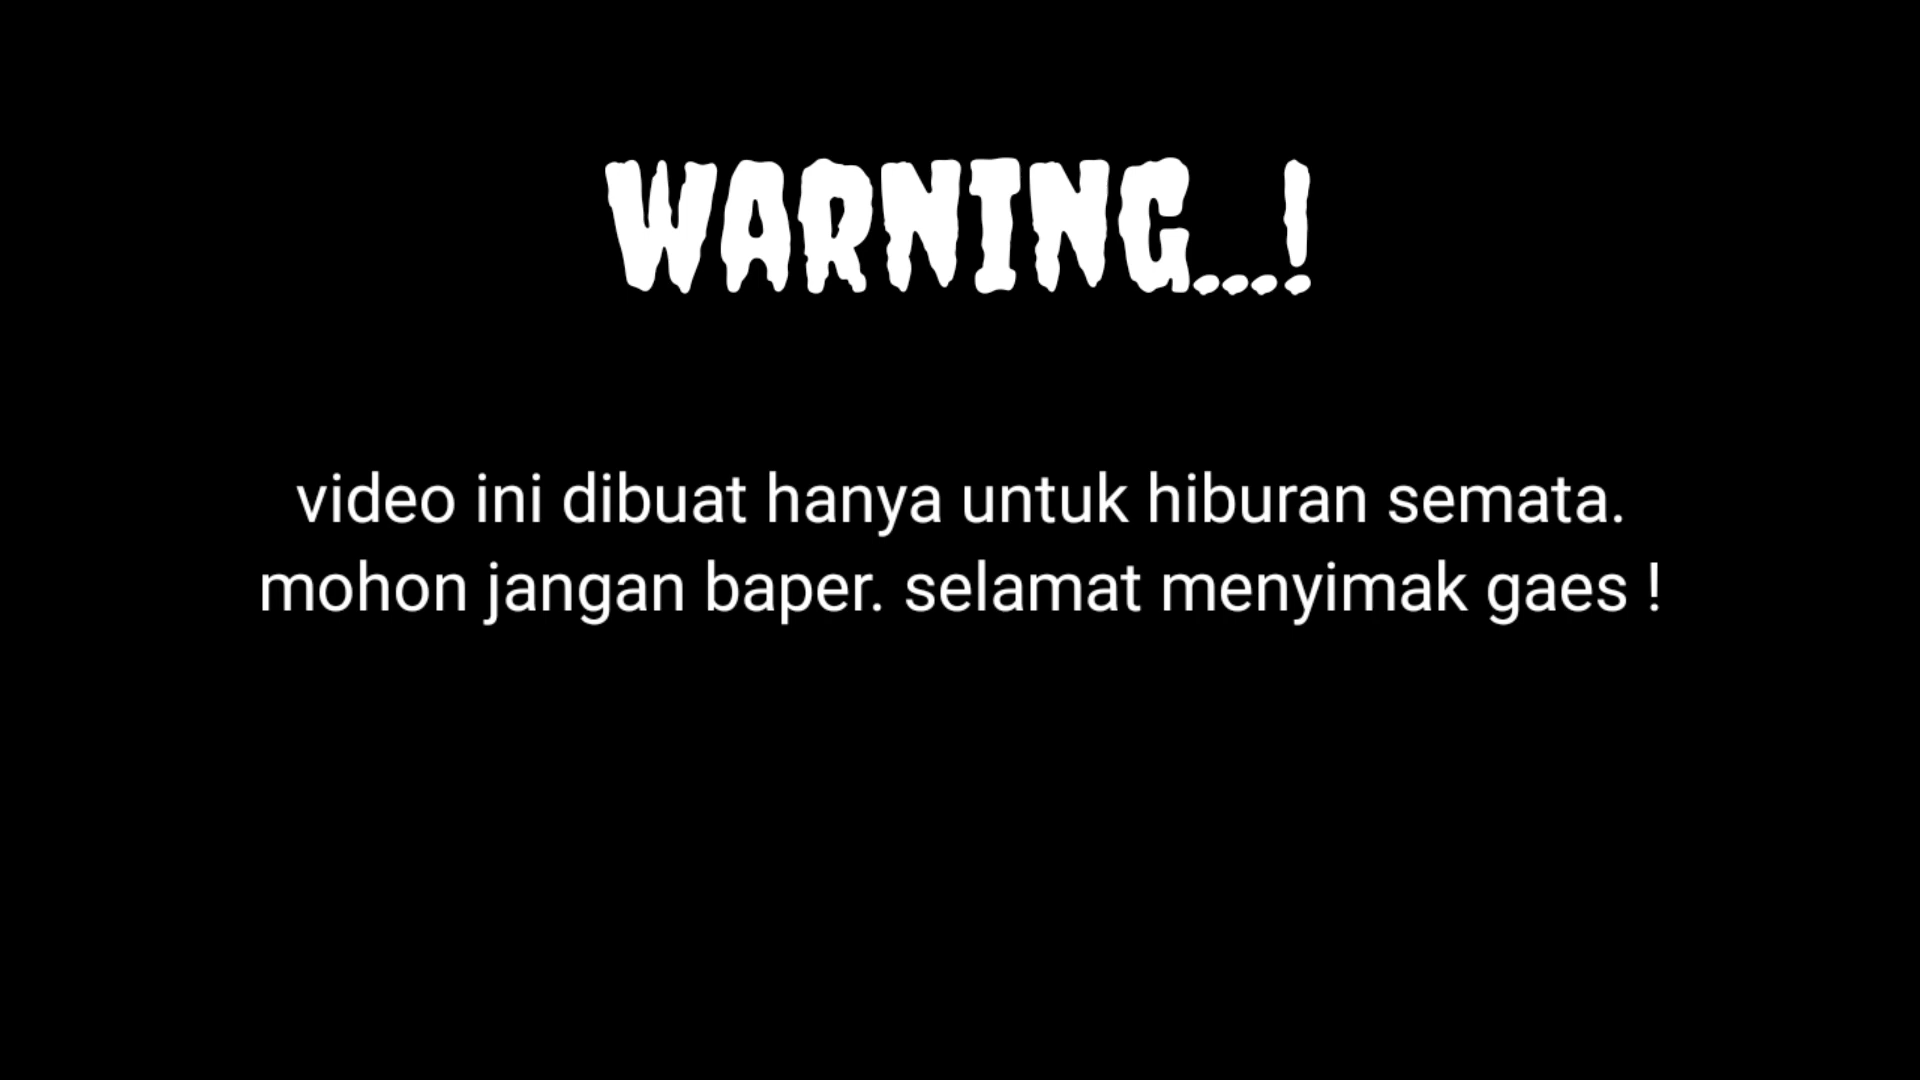 WARNING...!
video ini dibuat hanya untuk hiburan semata.
mohon jangan baper. selamat menyimak gaes !